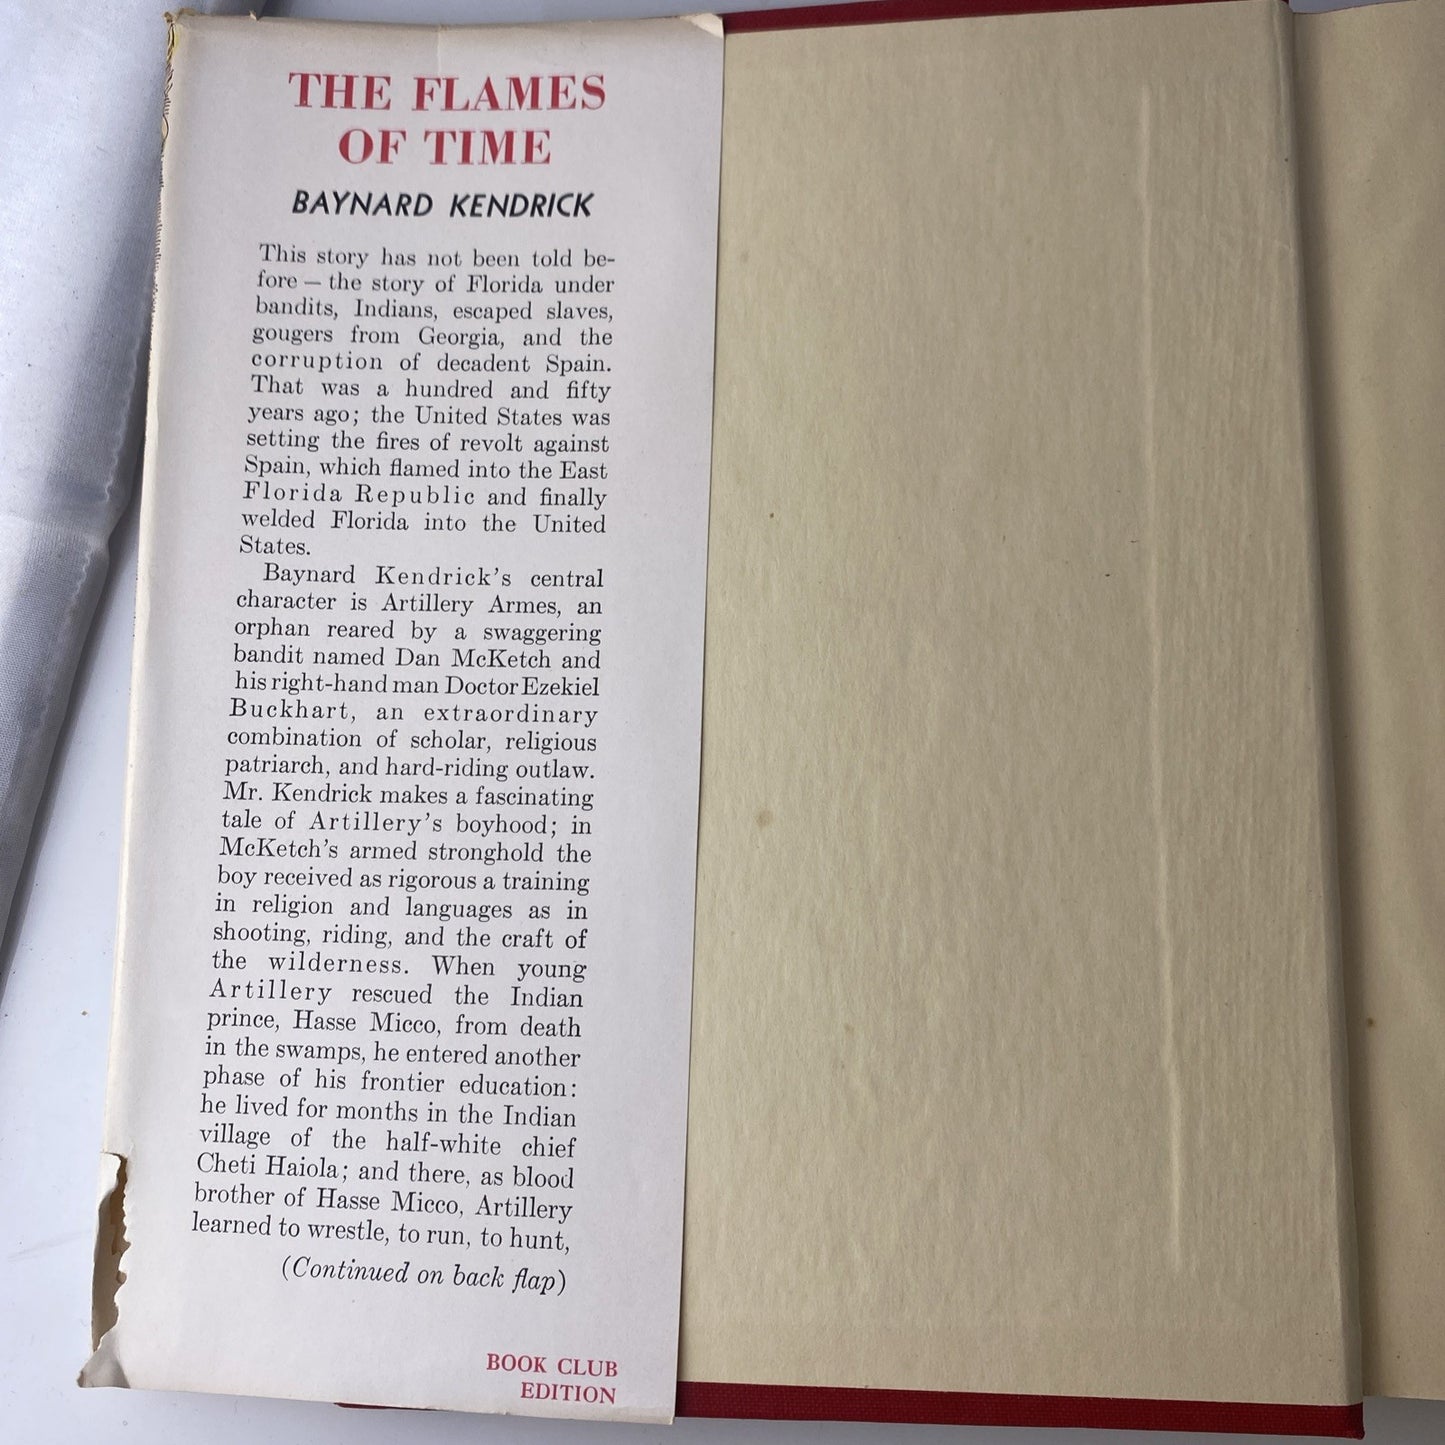 THE FLAMES
OF TIME
BAYNARD KENDRICK
This story has not been told be-
fore — the story of Florida under
bandits, Indians, escaped slaves,
gougers from Georgia, and the
corruption of decadent Spain.
That was a hundred and fifty
years ago; the United States was
setting the fires of revolt against
Spain, which flamed into the East
Florida Republic and finally
welded Florida into the United
States.
Baynard Kendrick's central
character is Artillery Armes, an
orphan reared by a swaggering
bandit named Dan McKetch and
his right-hand man Doctor Ezekiel
Buckhart, an extraordinary
combination of scholar, religious
patriarch, and hard-riding outlaw.
Mr. Kendrick makes a fascinating
tale of Artillery's boyhood; in
McKetch's armed stronghold the
boy received as rigorous a training
in religion and languages as in
shooting, riding, and the craft of
the wilderness. When young
Artillery rescued the Indian
prince, Hasse Micco, from death
in the swamps, he entered another
phase of his frontier education:
he lived for months in the Indian
village of the half-white chief
Cheti Haiola; and there, as blood
brother of Hasse Micco, Artillery
learned to wrestle, to run, to hunt,
(Continued on back flap)
BOOK CLUB
EDITION